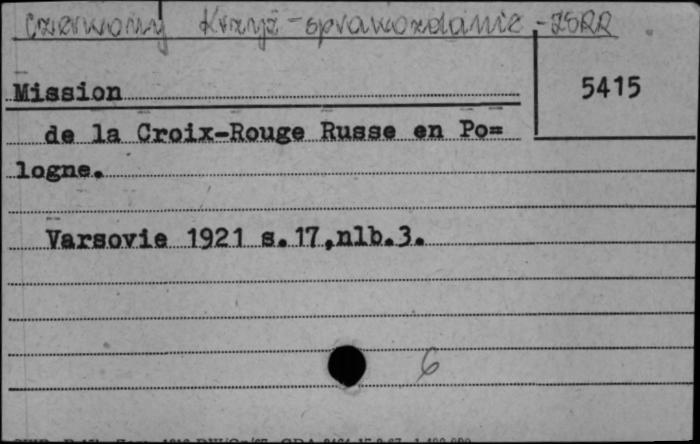 Czerwony Krzyż - sprawozdanie - ZSRR
5415
Mission
de la Croix-Rouge Russe en Po=
logne.
Varsovie 1921 s.17,nlb.3.
6